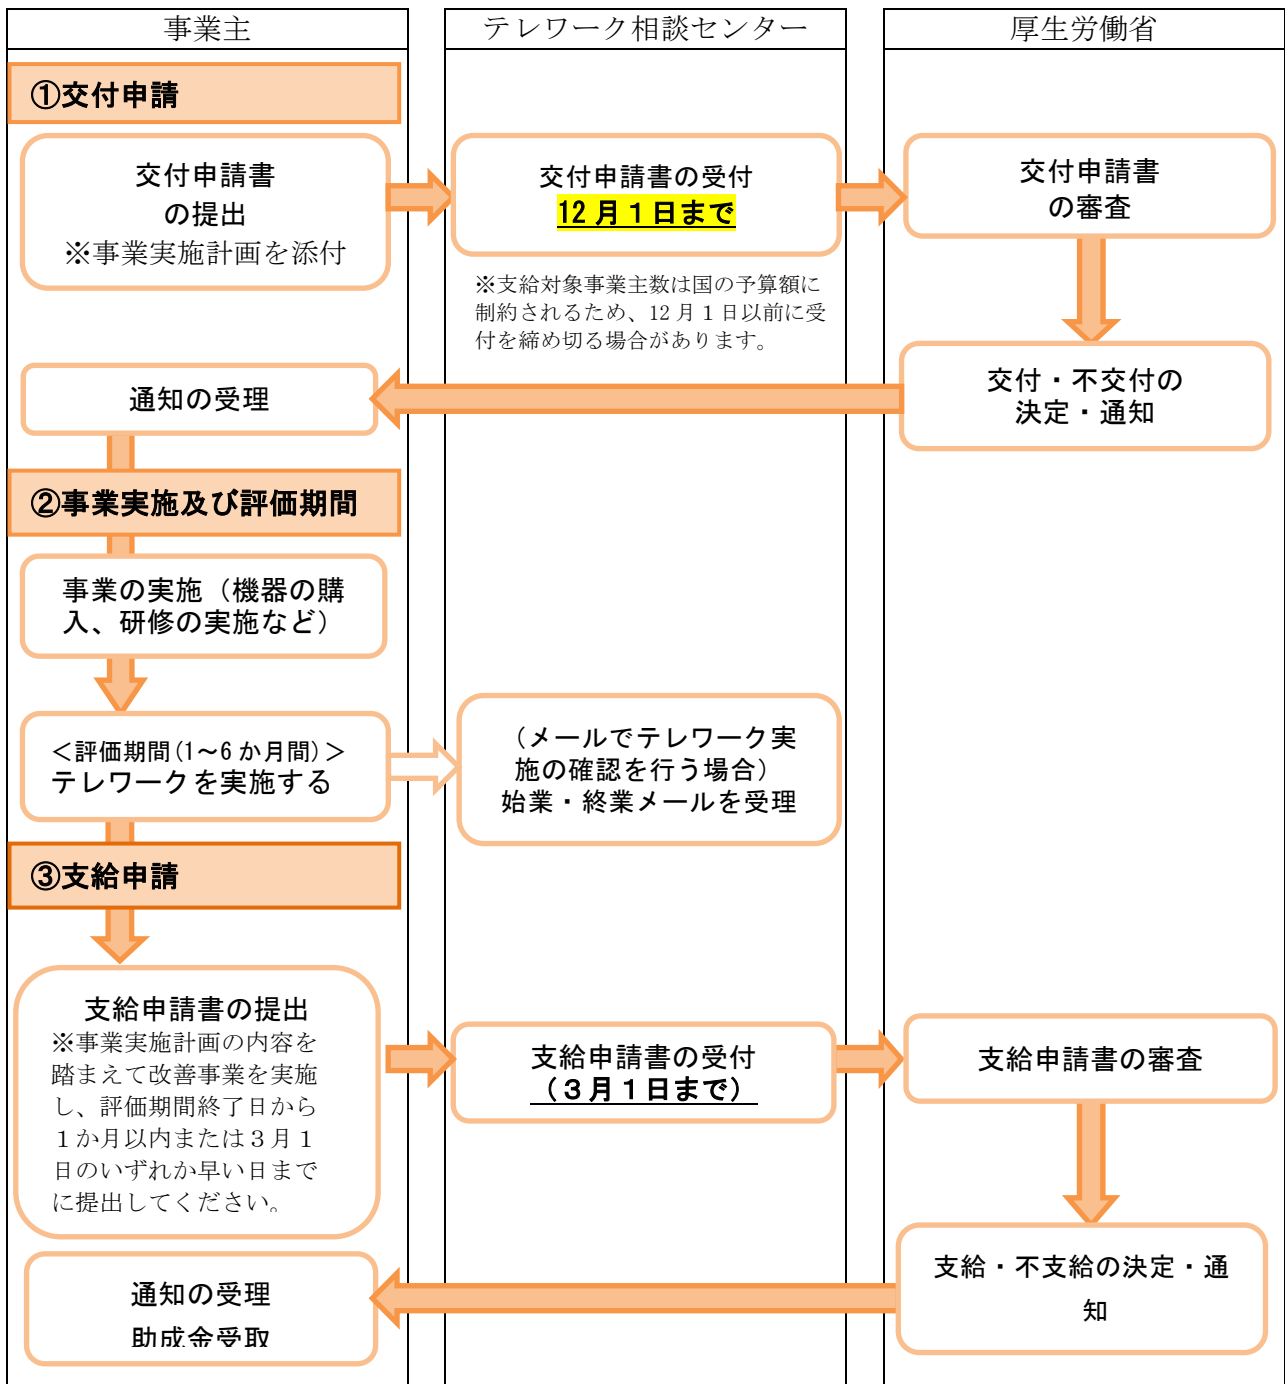 事業主
テレワーク相談センター
厚生労働省
①交付申請
交付申請書
の提出
※事業実施計画を添付
交付申請書の受付
12月１日まで
※支給対象事業主数は国の予算額に
制約されるため、12月１日以前に受
付を締め切る場合があります。
交付申請書
の審査
交付・不交付の
決定・通知
通知の受理
②事業実施及び評価期間
事業の実施（機器の購
入、研修の実施など）
＜評価期間(1～6か月間)＞
テレワークを実施する
（メールでテレワーク実
施の確認を行う場合）
始業・終業メールを受理
③支給申請
支給申請書の提出
※事業実施計画の内容を
踏まえて改善事業を実施
し、評価期間終了日から
１か月以内または３月１
日のいずれか早い日まで
に提出してください。
支給申請書の受付
（３月１日まで）
支給申請書の審査
支給・不支給の決定・通
知
通知の受理
助成金受取